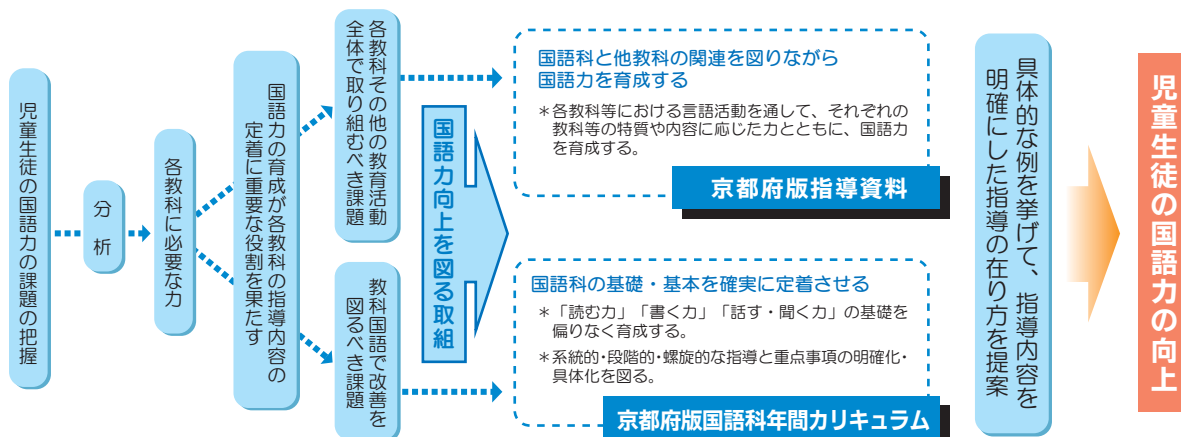 児童生徒の国語力の課題の把握
分析
各教科に必要な力
国語力の育成が各教科の指導内容の
定着に重要な役割を果たす
各教科その他の教育活動
全体で取り組むべき課題
教科国語で改善を
図るべき課題
国語力向上を図る取組
国語科と他教科の関連を図りながら
国語力を育成する
＊各教科等における言語活動を通して、それぞれの
教科等の特質や内容に応じた力とともに、国語力
を育成する。
京都府版指導資料
国語科の基礎・基本を確実に定着させる
＊「読む力」「書く力」「話す・聞く力」の基礎を
偏りなく育成する。
＊系統的・段階的・螺旋的な指導と重点事項の明確化・
具体化を図る。
京都府版国語科年間カリキュラム
具体的な例を挙げて、指導内容を
明確にした指導の在り方を提案
児童生徒の国語力の向上